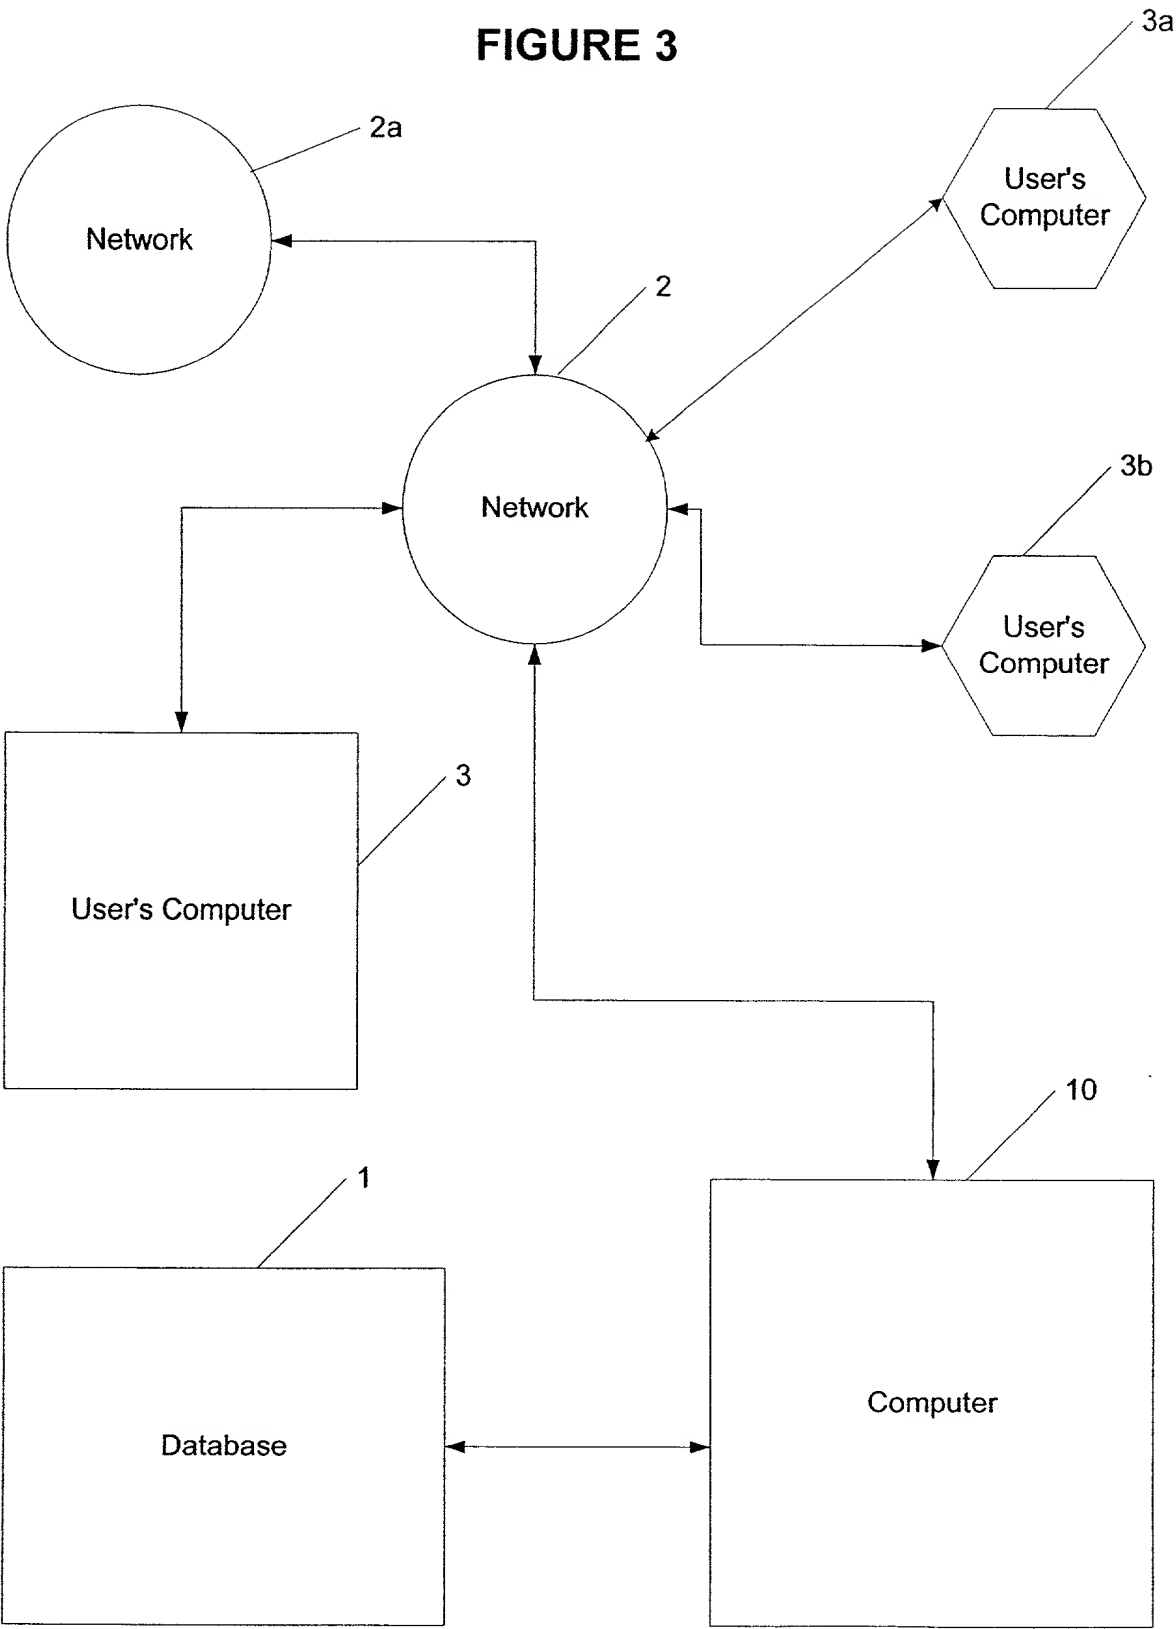 FIGURE 3
3a
2a
User's
Computer
Network
2
3b
Network
User's
Computer
3
User's Computer
10
1
Computer
Database